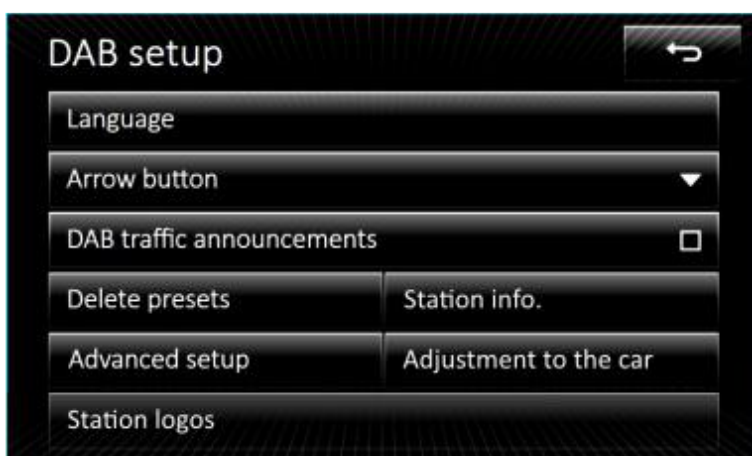 DAB setup
Language
Arrow button
DAB traffic announcements
Delete presets
Station info.
Advanced setup
Adjustment to the car
Station logos